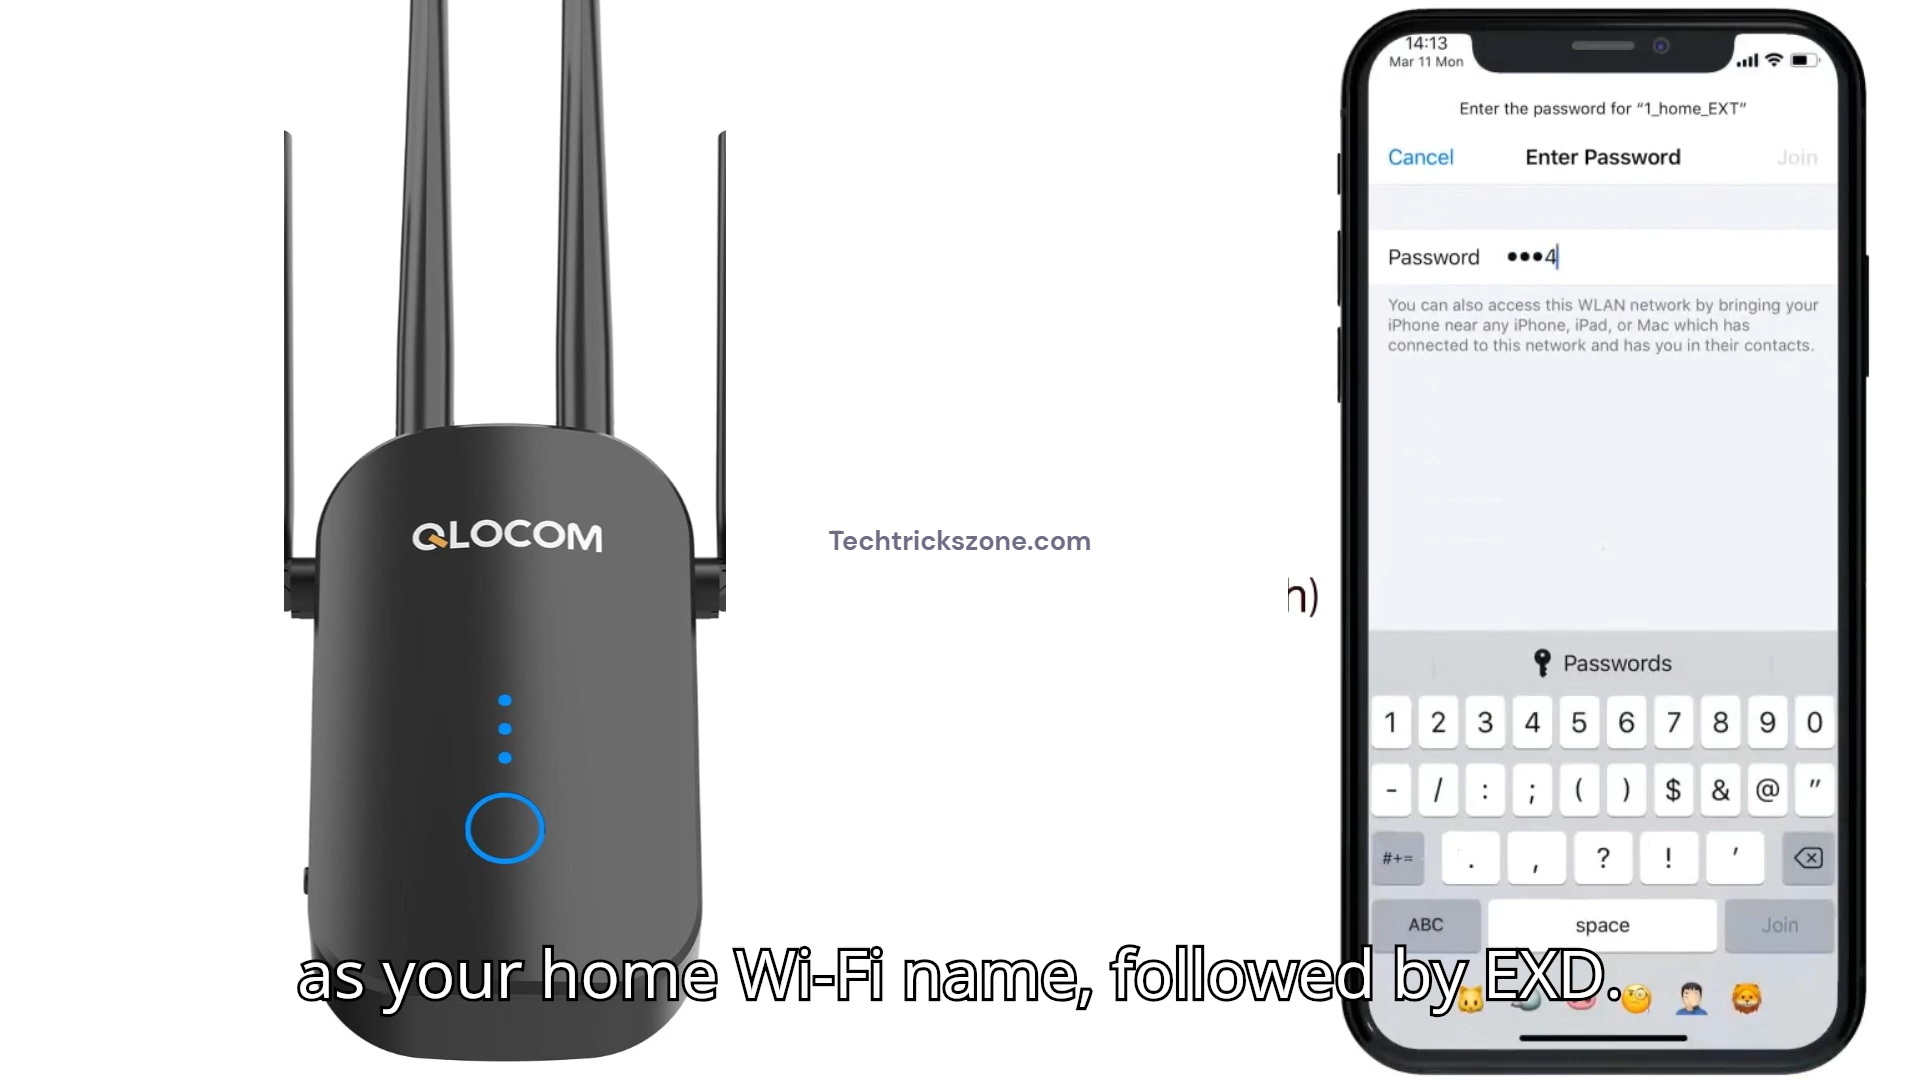 QLOCOM
Techtrickszone.com
h)
14:13
Mar 11 Mon
Enter the password for “1_home_EXT”
Cancel Enter Password Join
Password •••4
You can also access this WLAN network by bringing your
iPhone near any iPhone, iPad, or Mac which has
connected to this network and has you in their contacts.
Passwords
1 2 3 4 5 6 7 8 9 0
- / : ; ( ) $ & @ "
#+= . , ? ! '
ABC space Join
as your home Wi-Fi name, followed by EXD.